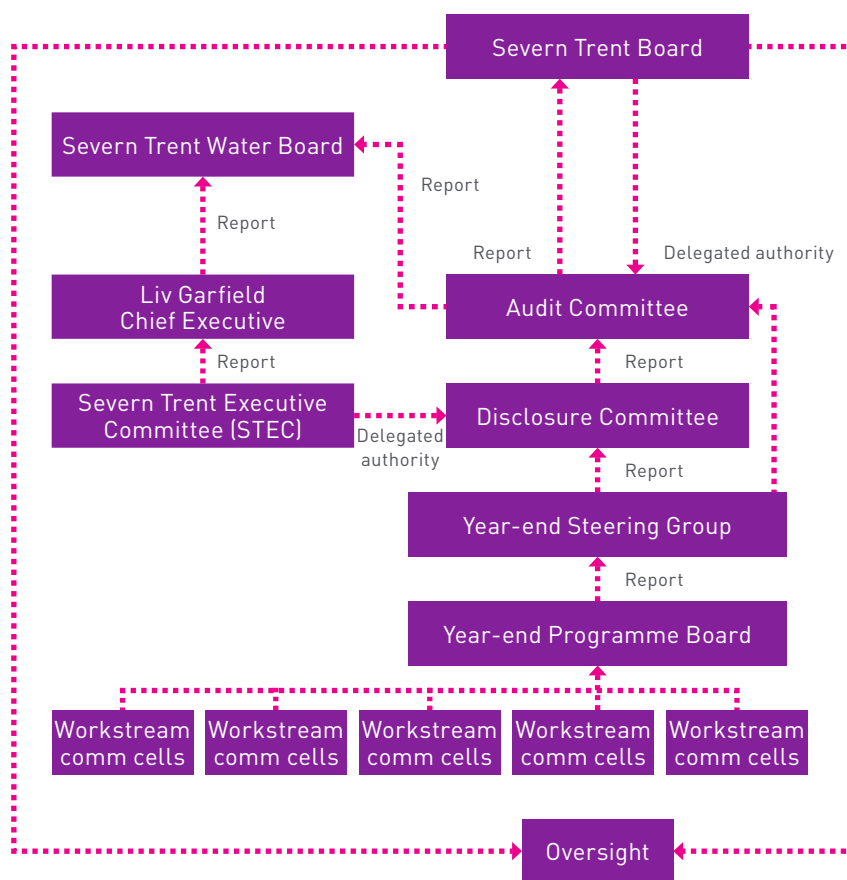 Severn Trent Board
Severn Trent Water Board
Report
Report
Report
Delegated authority
Liv Garfield
Chief Executive
Audit Committee
Report
Report
Severn Trent Executive
Committee (STEC)
Delegated
authority
Disclosure Committee
Report
Year-end Steering Group
Report
Year-end Programme Board
Workstream
comm cells
Workstream
comm cells
Workstream
comm cells
Workstream
comm cells
Workstream
comm cells
Oversight